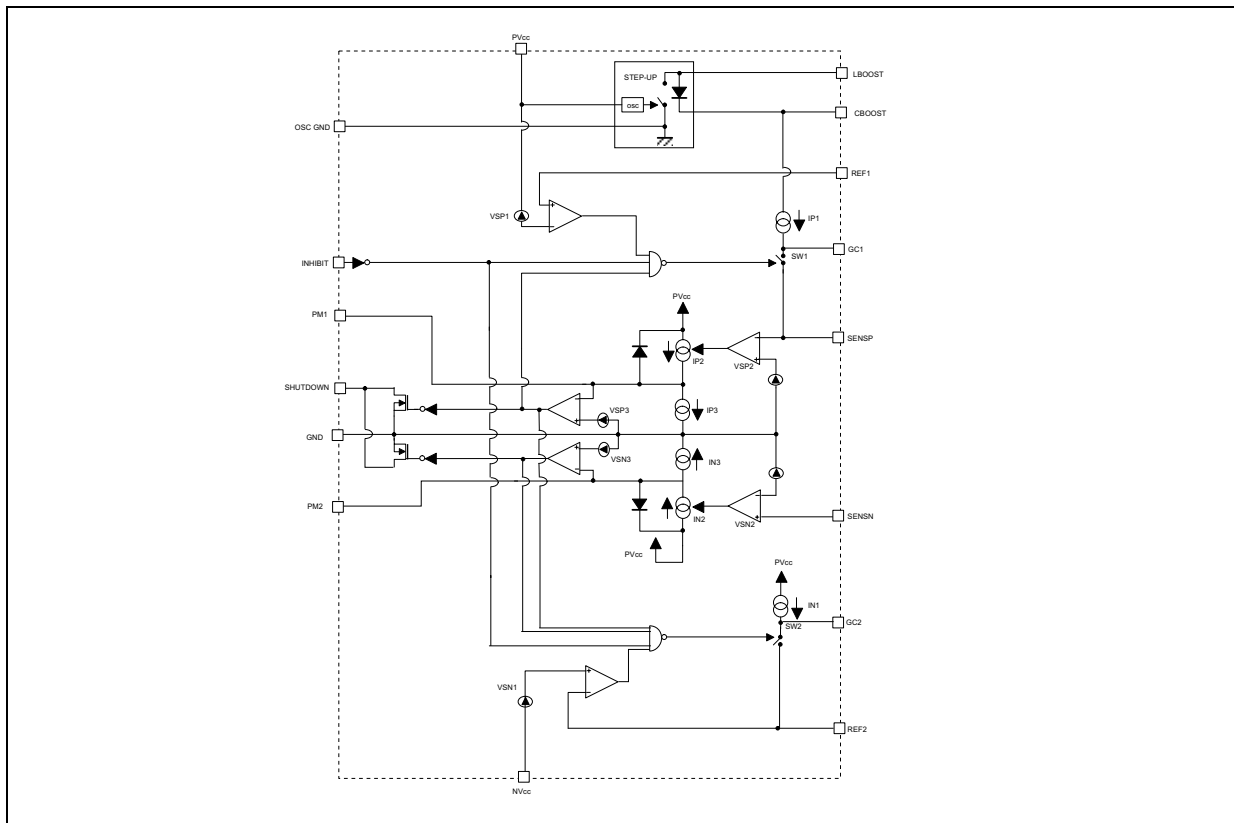 PVcc
STEP-UP
LBOOST
OSC
CBOOST
OSC GND
REF1
VSP1
IP1
GC1
INHIBIT
SW1
PM1
PVcc
SENSP
IP2
VSP2
SHUTDOWN
VSP3
IP3
GND
VSN3
IN3
PM2
IN2
VSN2
SENSN
PVcc
PVcc
IN1
GC2
SW2
VSN1
REF2
NVcc